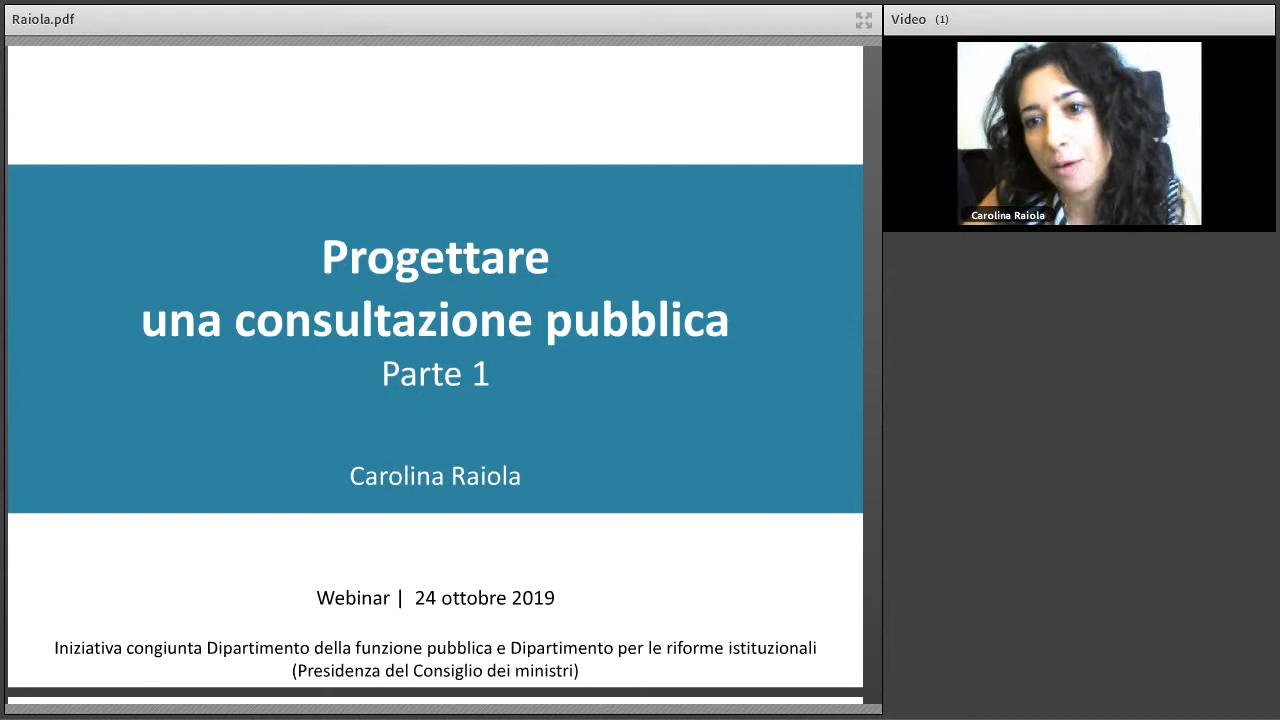 Raiola.pdf
Video (1)
Carolina Raiola
Progettare
una consultazione pubblica
Parte 1
Carolina Raiola
Webinar | 24 ottobre 2019
Iniziativa congiunta Dipartimento della funzione pubblica e Dipartimento per le riforme istituzionali
(Presidenza del Consiglio dei ministri)